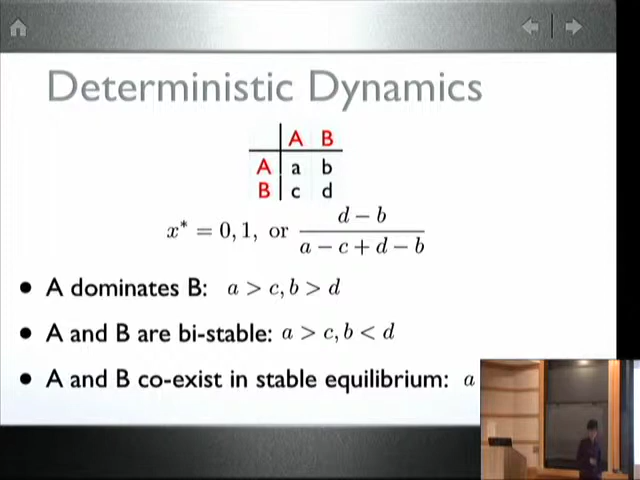 Deterministic Dynamics
A B
A a b
B c d
x* = 0, 1, or (d − b) / (a − c + d − b)
• A dominates B: a > c, b > d
• A and B are bi-stable: a > c, b < d
• A and B co-exist in stable equilibrium: a